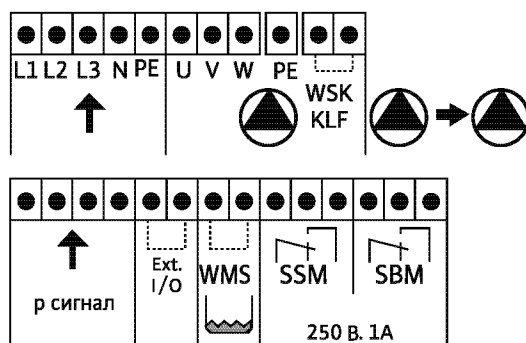 L1 L2 L3 N PE U V W PE
WSK
KLF
Ext.
I/O
WMS SSM SBM
р сигнал
250 В. 1А